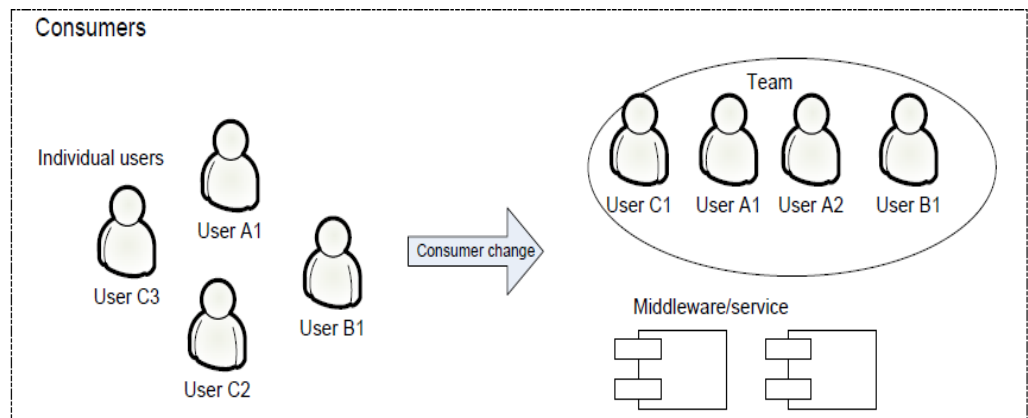 Consumers
Individual users
User A1
User C3
User B1
User C2
Consumer change
Team
User C1
User A1
User A2
User B1
Middleware/service